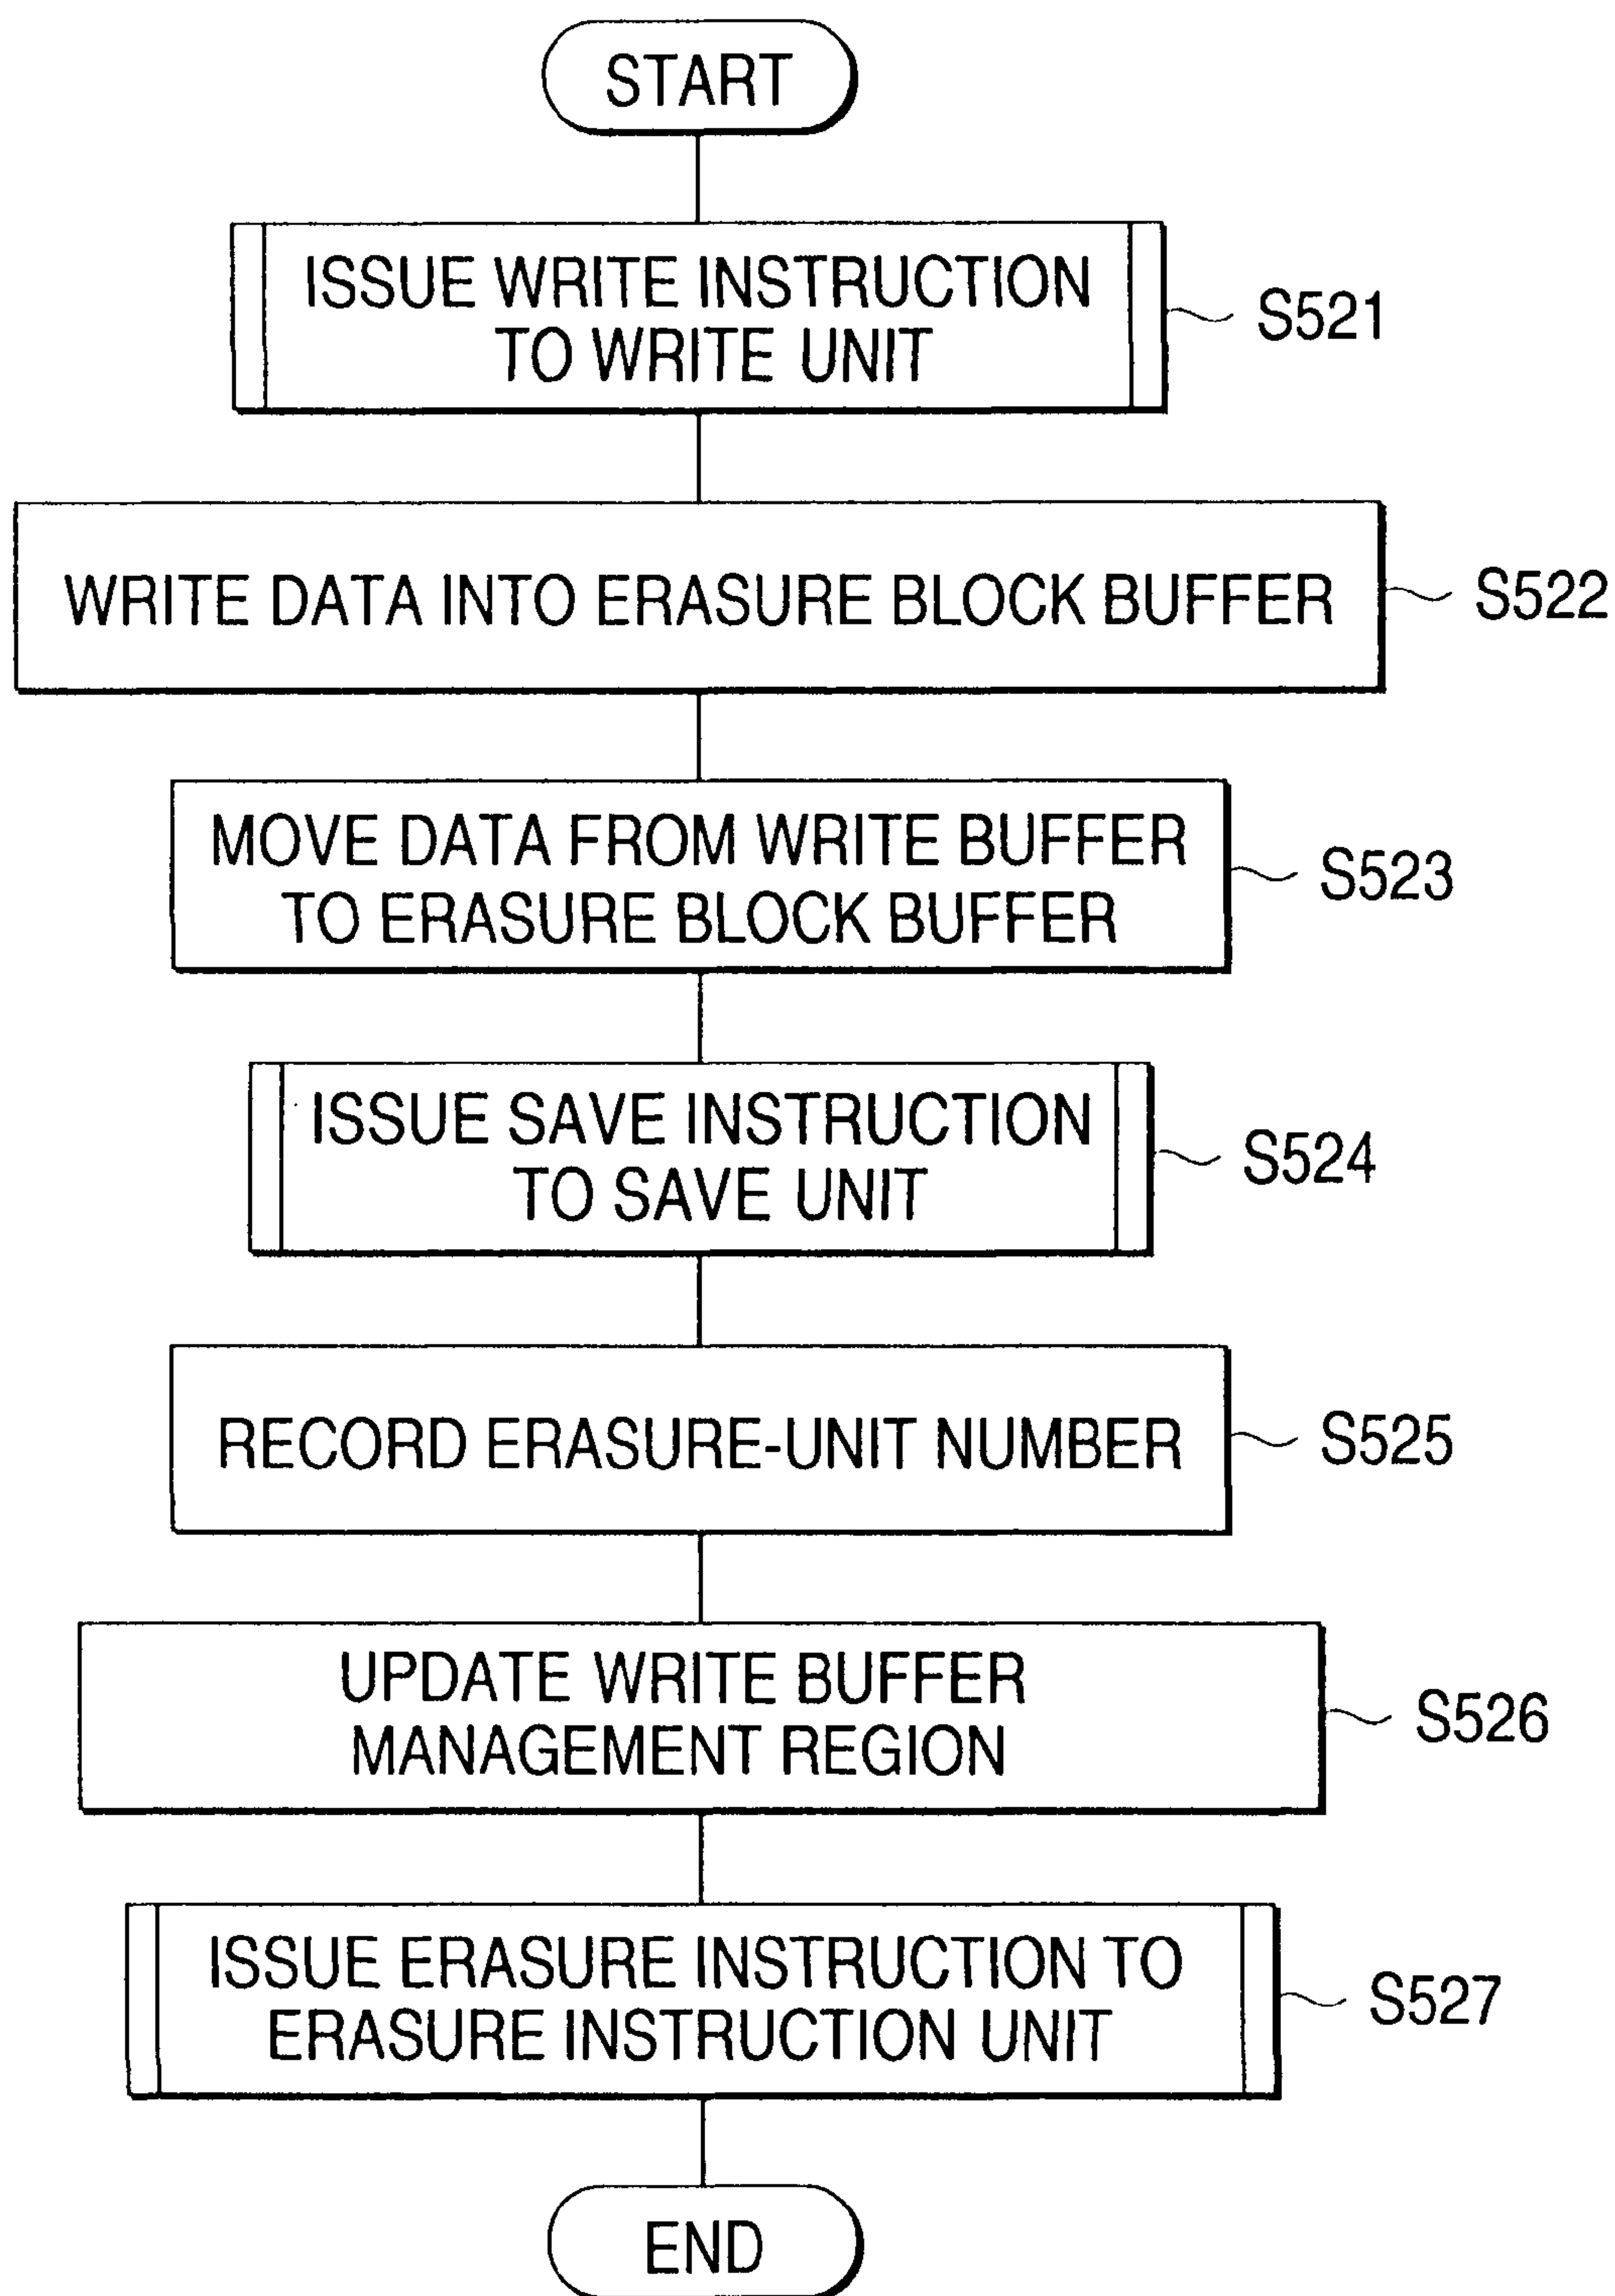 START
ISSUE WRITE INSTRUCTION
TO WRITE UNIT
S521
WRITE DATA INTO ERASURE BLOCK BUFFER
S522
MOVE DATA FROM WRITE BUFFER
TO ERASURE BLOCK BUFFER
S523
ISSUE SAVE INSTRUCTION
TO SAVE UNIT
S524
RECORD ERASURE-UNIT NUMBER
S525
UPDATE WRITE BUFFER
MANAGEMENT REGION
S526
ISSUE ERASURE INSTRUCTION TO
ERASURE INSTRUCTION UNIT
S527
END